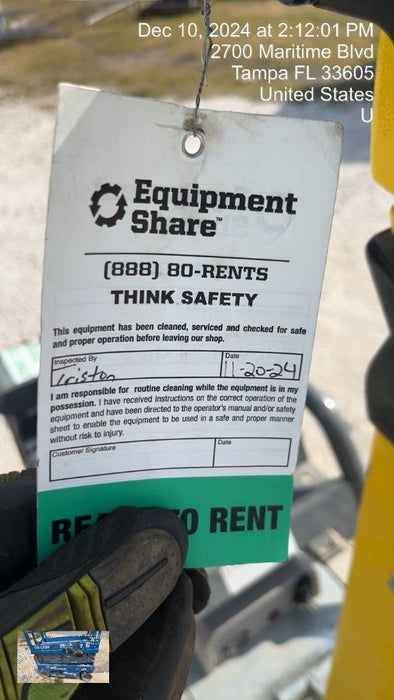 Dec 10, 2024 at 2:12:01 PM
2700 Maritime Blvd
Tampa FL 33605
United States
U
Equipment
Share™
(888) 80-RENTS
THINK SAFETY
This equipment has been cleaned, serviced and checked for safe
and proper operation before leaving our shop.
Inspected By
Date
11-20-24
I am responsible for routine cleaning while the equipment is in my
possession. I have received instructions on the correct operation of the
equipment and have been directed to the operator's manual and/or safety
sheet to enable the equipment to be used in a safe and proper manner
without risk to injury.
Customer Signature
Date
TO RENT